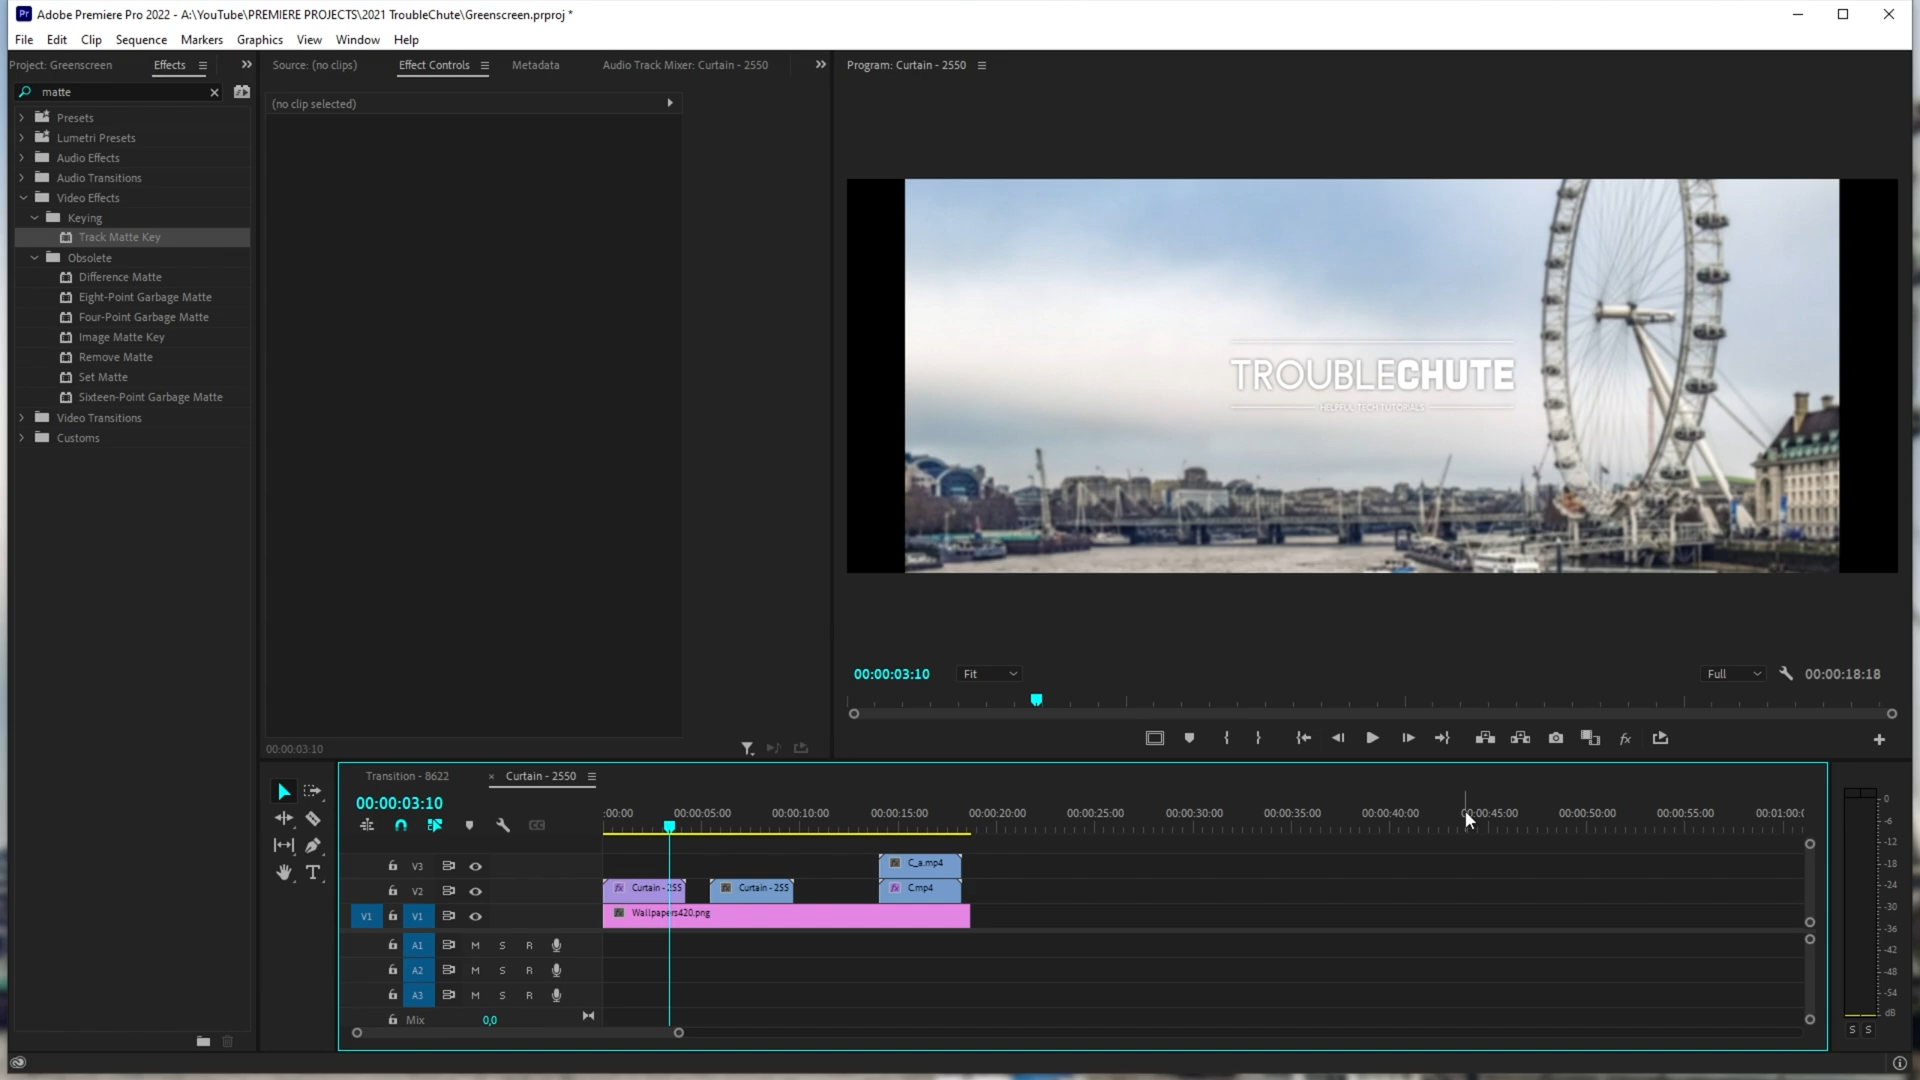 Pr Adobe Premiere Pro 2022 - A:\YouTube\PREMIERE PROJECTS\2021 TroubleChute\Greenscreen.prproj *
File Edit Clip Sequence Markers Graphics View Window Help
Project: Greenscreen Effects
matte
Presets
Lumetri Presets
Audio Effects
Audio Transitions
Video Effects
Keying
Track Matte Key
Obsolete
Difference Matte
Eight-Point Garbage Matte
Four-Point Garbage Matte
Image Matte Key
Remove Matte
Set Matte
Sixteen-Point Garbage Matte
Video Transitions
Customs
Source: (no clips) Effect Controls Metadata Audio Track Mixer: Curtain - 2550
(no clip selected)
00:00:03:10
Program: Curtain - 2550
TROUBLECHUTE
HELPFUL TECH TUTORIALS
00:00:03:10 Fit Full 00:00:18:18
fx
Transition - 8622 × Curtain - 2550
00:00:03:10
:00:00 00:00:05:00 00:00:10:00 00:00:15:00 00:00:20:00 00:00:25:00 00:00:30:00 00:00:35:00 00:00:40:00 00:00:45:00 00:00:50:00 00:00:55:00 00:01:00:0
V3 C_a.mp4
V2 fx Curtain - 255 Curtain - 255 fx C.mp4
V1 V1 Wallpapers420.png
A1 M S R
A2 M S R
A3 M S R
Mix 0,0
0
-6
-12
-18
-24
-30
-36
-42
-48
-54
dB
S S